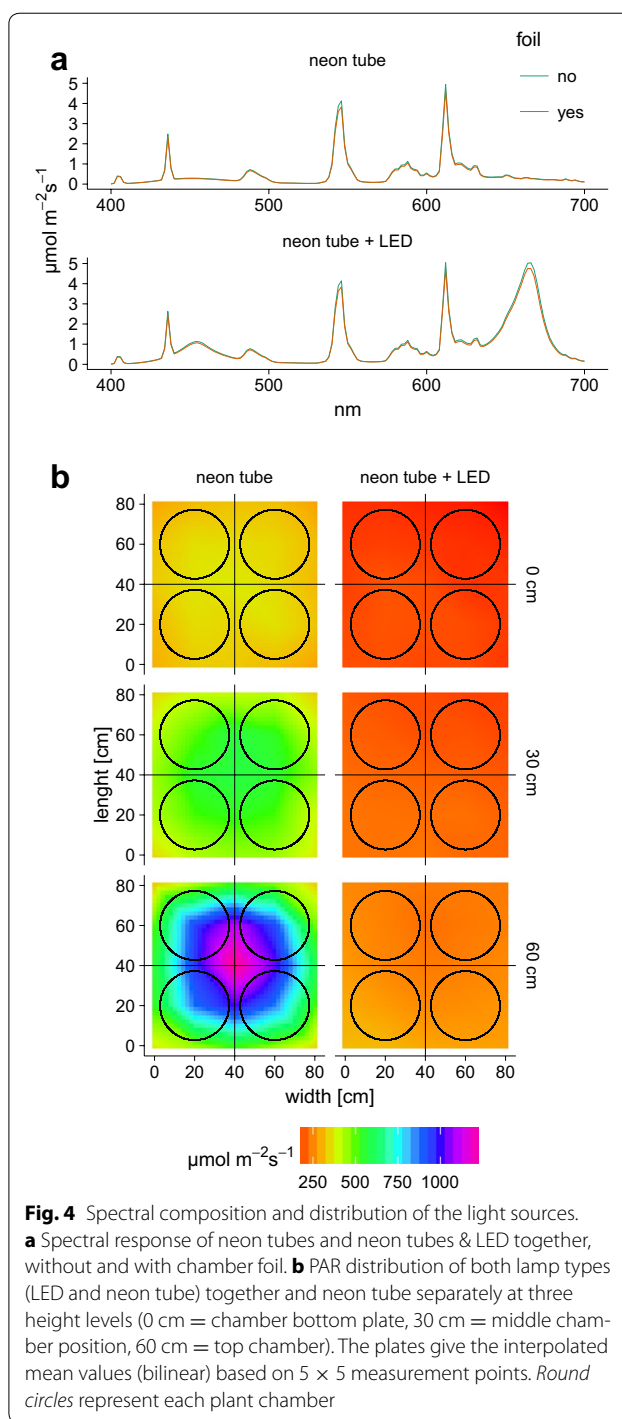 a
foil
no
yes
neon tube
5
4
3
2
1
0
400 500 600 700
µmol m⁻²s⁻¹
neon tube + LED
5
4
3
2
1
0
400 500 600 700
nm
b
neon tube neon tube + LED
80
60
40
20
0
0 cm
80
60
40
20
0
30 cm
lenght [cm]
80
60
40
20
0
60 cm
0 20 40 60 80 0 20 40 60 80
width [cm]
µmol m⁻²s⁻¹
250 500 750 1000
Fig. 4 Spectral composition and distribution of the light sources.
a Spectral response of neon tubes and neon tubes & LED together,
without and with chamber foil. b PAR distribution of both lamp types
(LED and neon tube) together and neon tube separately at three
height levels (0 cm = chamber bottom plate, 30 cm = middle cham-
ber position, 60 cm = top chamber). The plates give the interpolated
mean values (bilinear) based on 5 × 5 measurement points. Round
circles represent each plant chamber